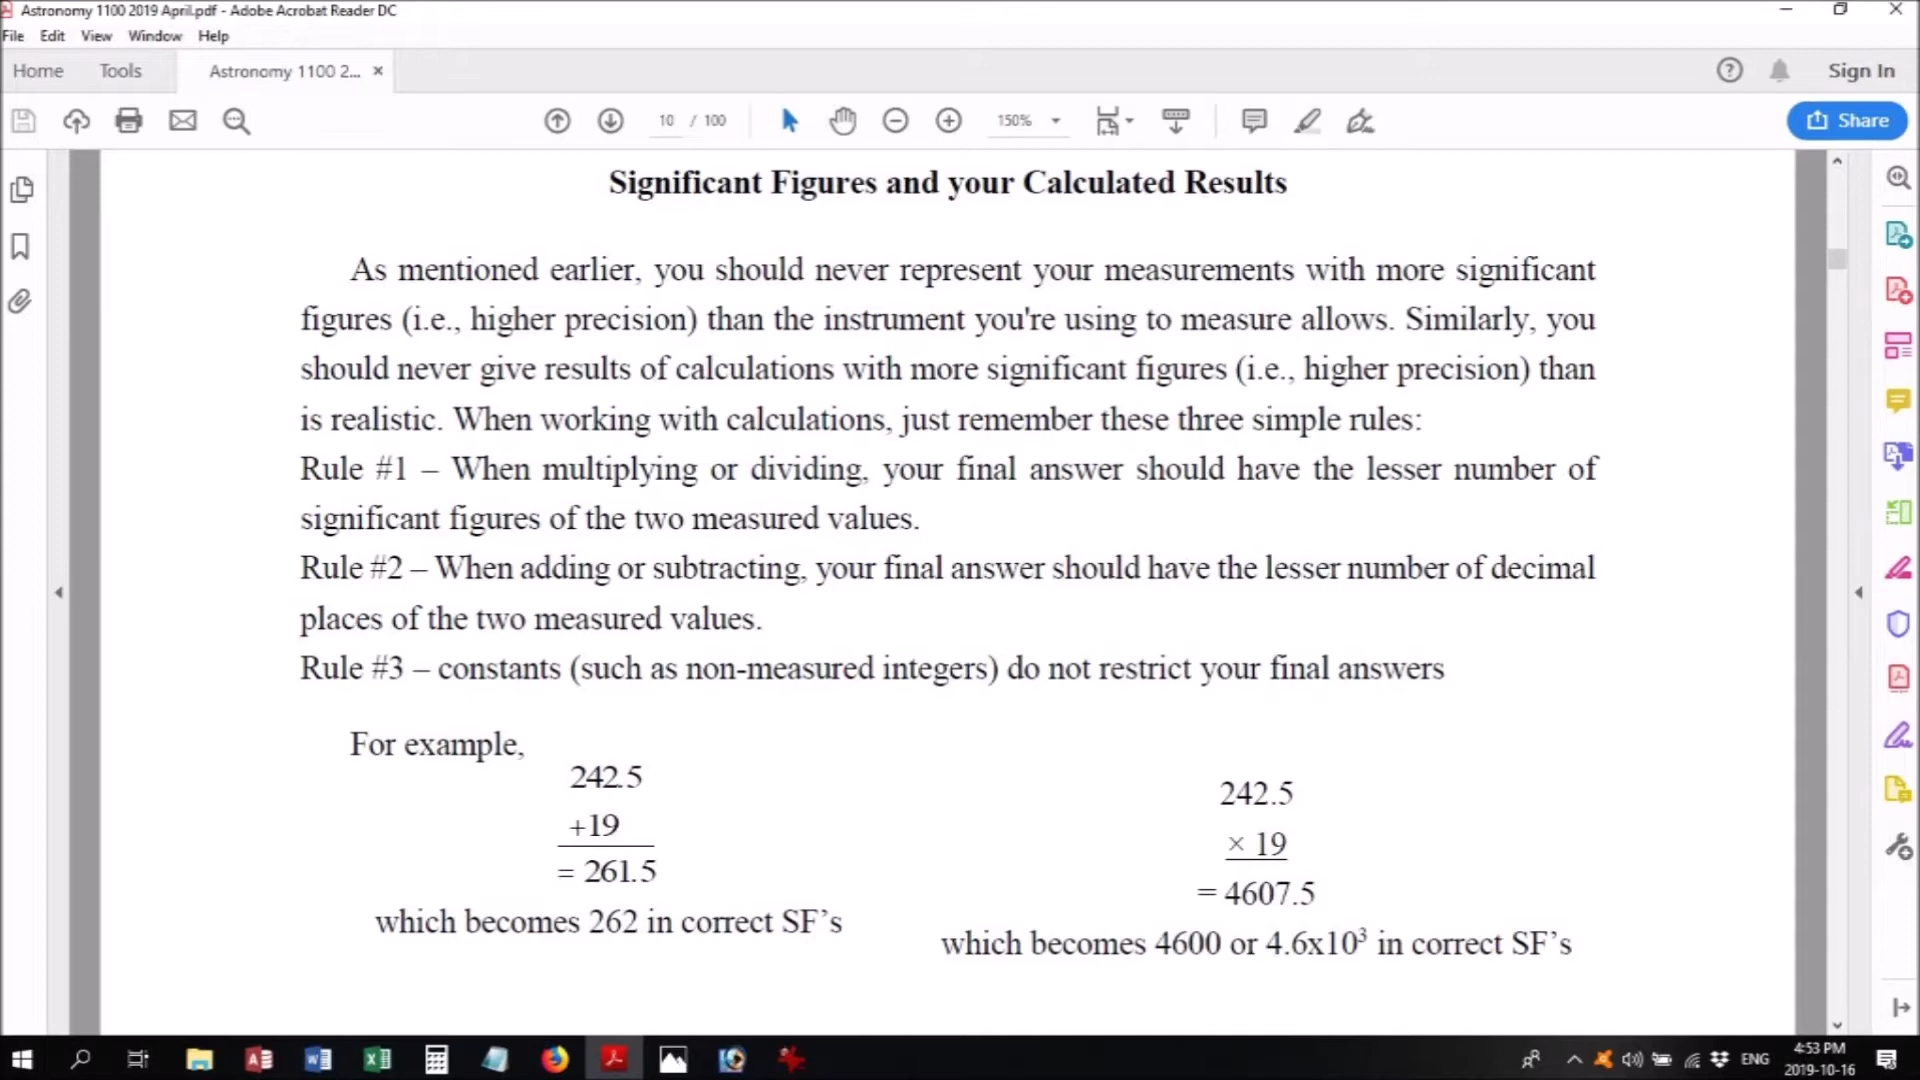 Astronomy 1100 2019 April.pdf - Adobe Acrobat Reader DC
File Edit View Window Help
Home Tools Astronomy 1100 2... × Sign In
10 / 100 150% Share
Significant Figures and your Calculated Results
As mentioned earlier, you should never represent your measurements with more significant
figures (i.e., higher precision) than the instrument you're using to measure allows. Similarly, you
should never give results of calculations with more significant figures (i.e., higher precision) than
is realistic. When working with calculations, just remember these three simple rules:
Rule #1 – When multiplying or dividing, your final answer should have the lesser number of
significant figures of the two measured values.
Rule #2 – When adding or subtracting, your final answer should have the lesser number of decimal
places of the two measured values.
Rule #3 – constants (such as non-measured integers) do not restrict your final answers
For example,
242.5
+19
= 261.5
which becomes 262 in correct SF’s
242.5
× 19
= 4607.5
which becomes 4600 or 4.6x10³ in correct SF’s
ENG
4:53 PM
2019-10-16